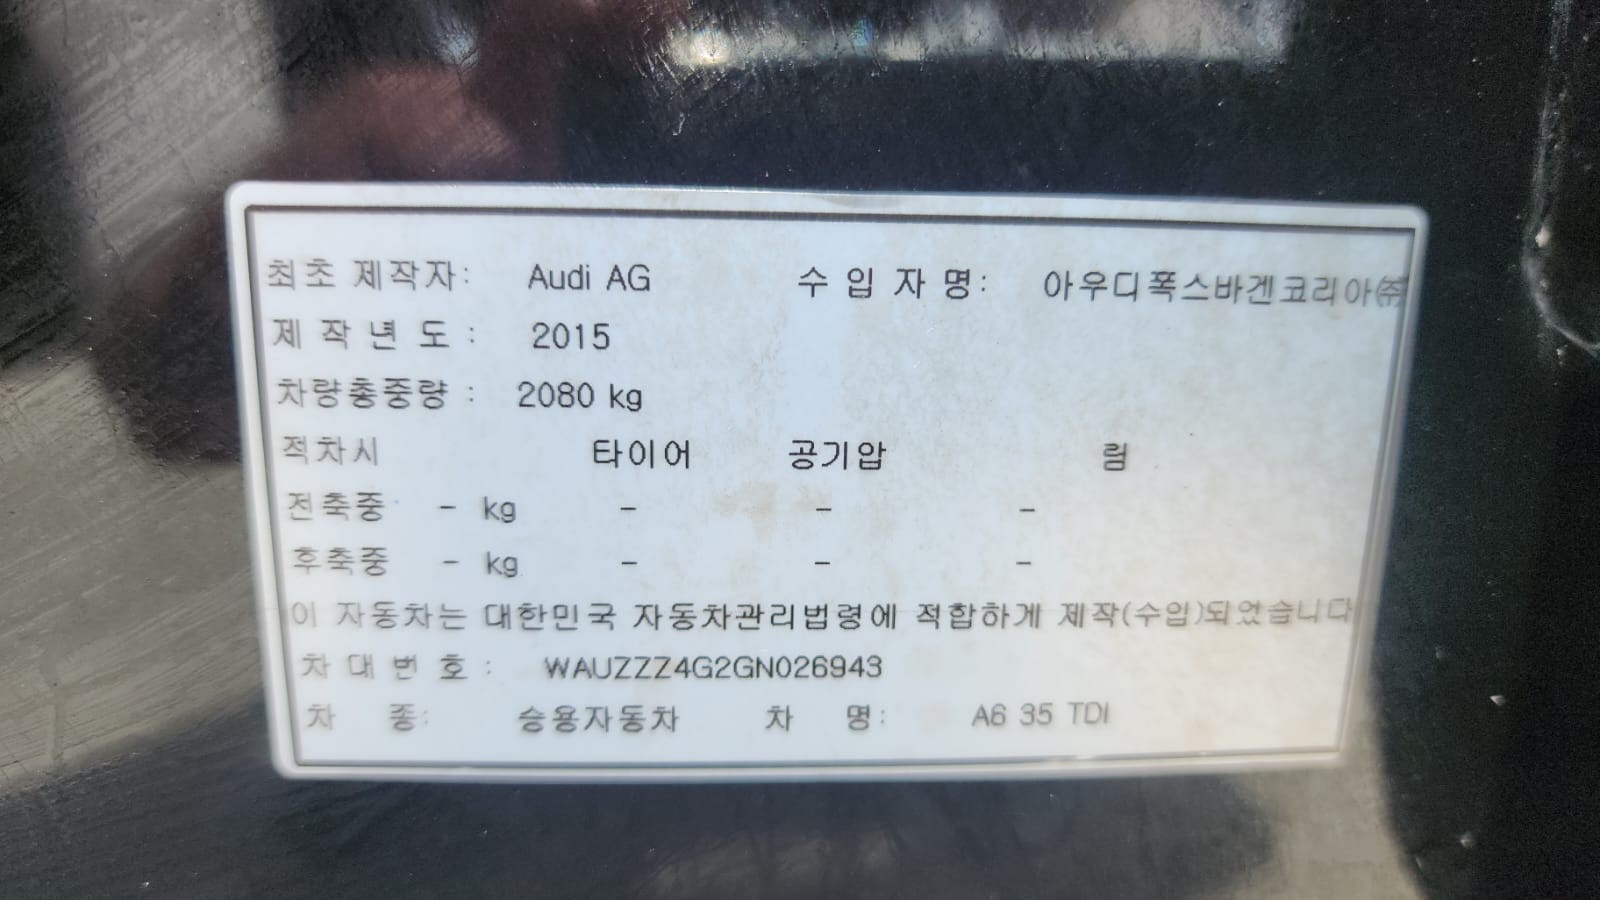 최초 제작자: Audi AG 수 입 자 명: 아우디폭스바겐코리아㈜
제 작 년 도 : 2015
차량총중량 : 2080 kg
적차시 타이어 공기압 림
전축중 - kg - - -
후축중 - kg - - -
이 자동차는 대한민국 자동차관리법령에 적합하게 제작(수입)되었습니다
차 대 번 호 : WAUZZZ4G2GN026943
차 종: 승용자동차 차 명: A6 35 TDI